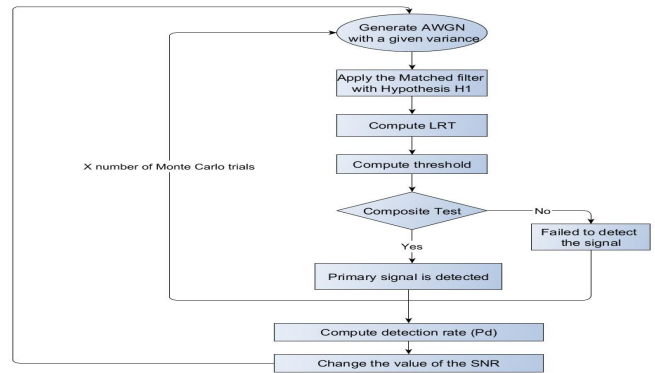 Generate AWGN
with a given variance
Apply the Matched filter
with Hypothesis H1
Compute LRT
X number of Monte Carlo trials
Compute threshold
Composite Test
No
Failed to detect
the signal
Yes
Primary signal is detected
Compute detection rate (Pd)
Change the value of the SNR